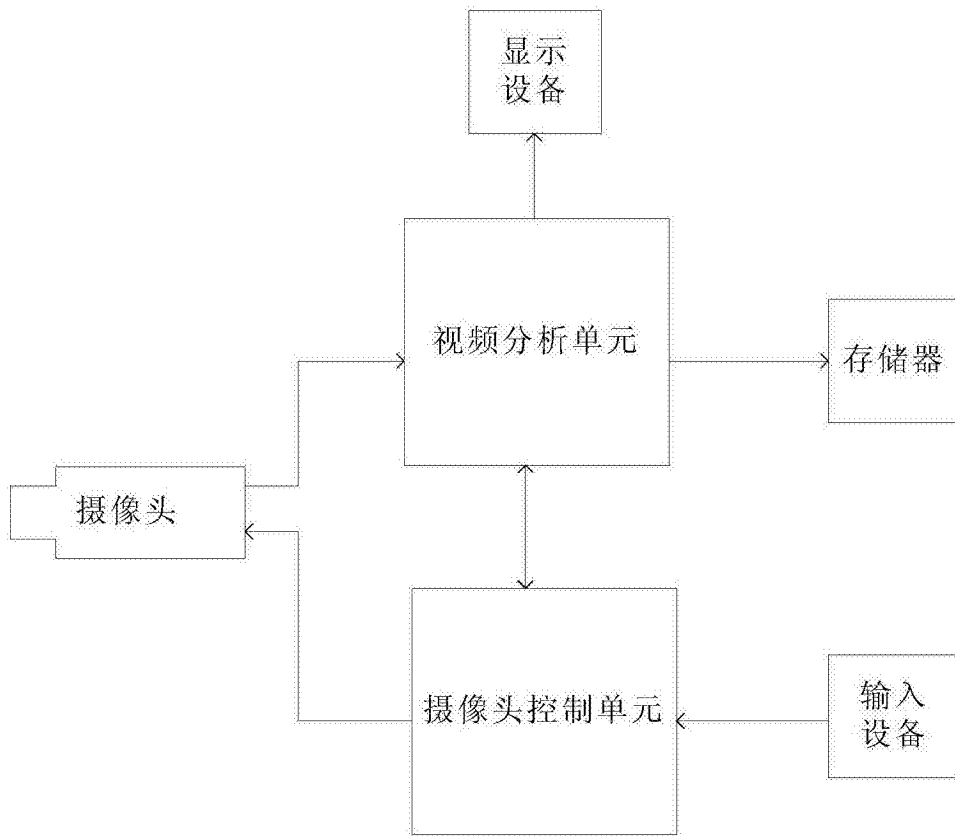 显示
设备
视频分析单元
存储器
摄像头
摄像头控制单元
输入
设备